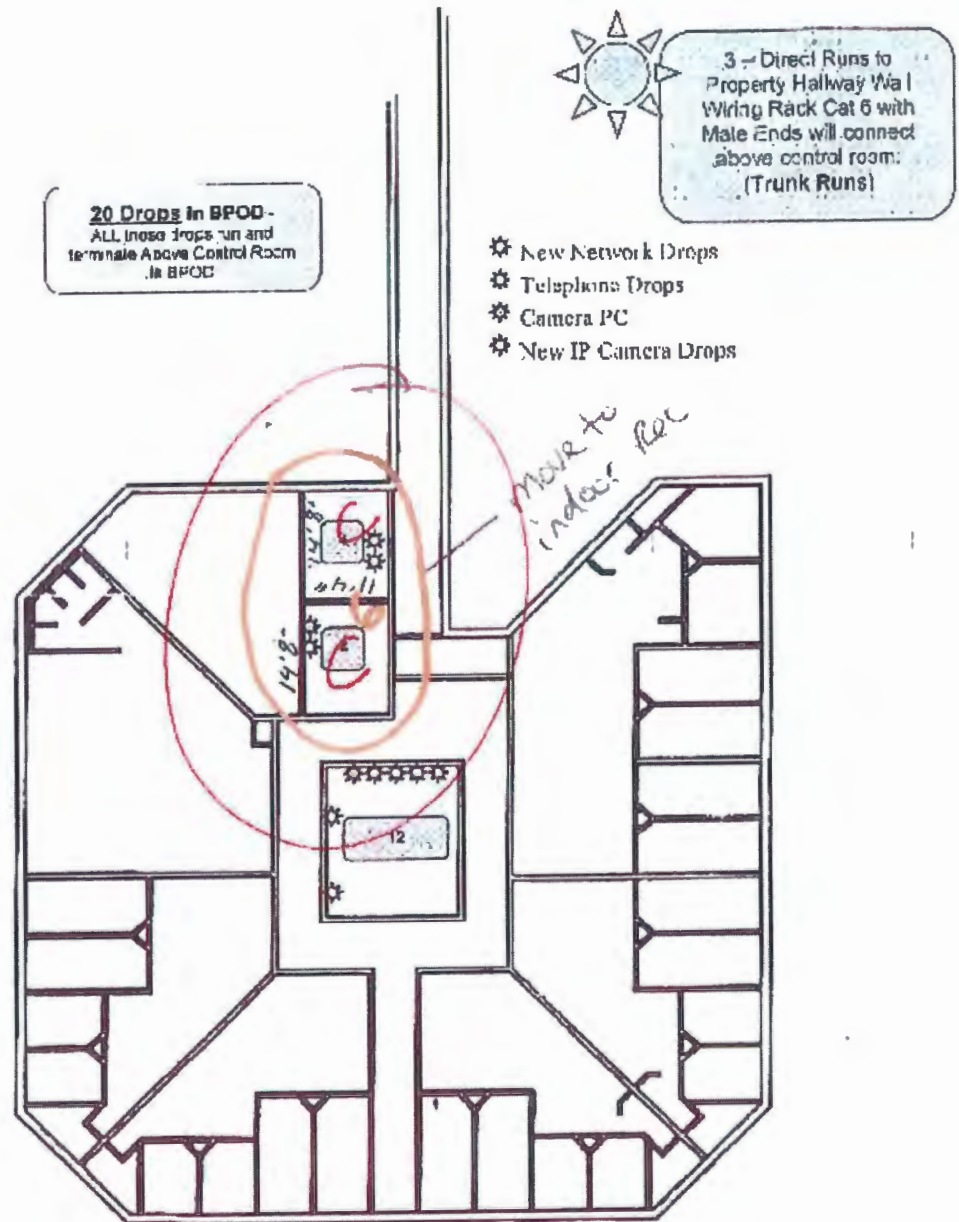 3 – Direct Runs to
Property Hallway Wall
Wiring Rack Cat 6 with
Male Ends will connect
above control room:
(Trunk Runs)
20 Drops in BPOD -
ALL these drops run and
terminate Above Control Room
in BPOD
New Network Drops
Telephone Drops
Camera PC
New IP Camera Drops
Move to
indoor Rec
14'8"
14'8"
12